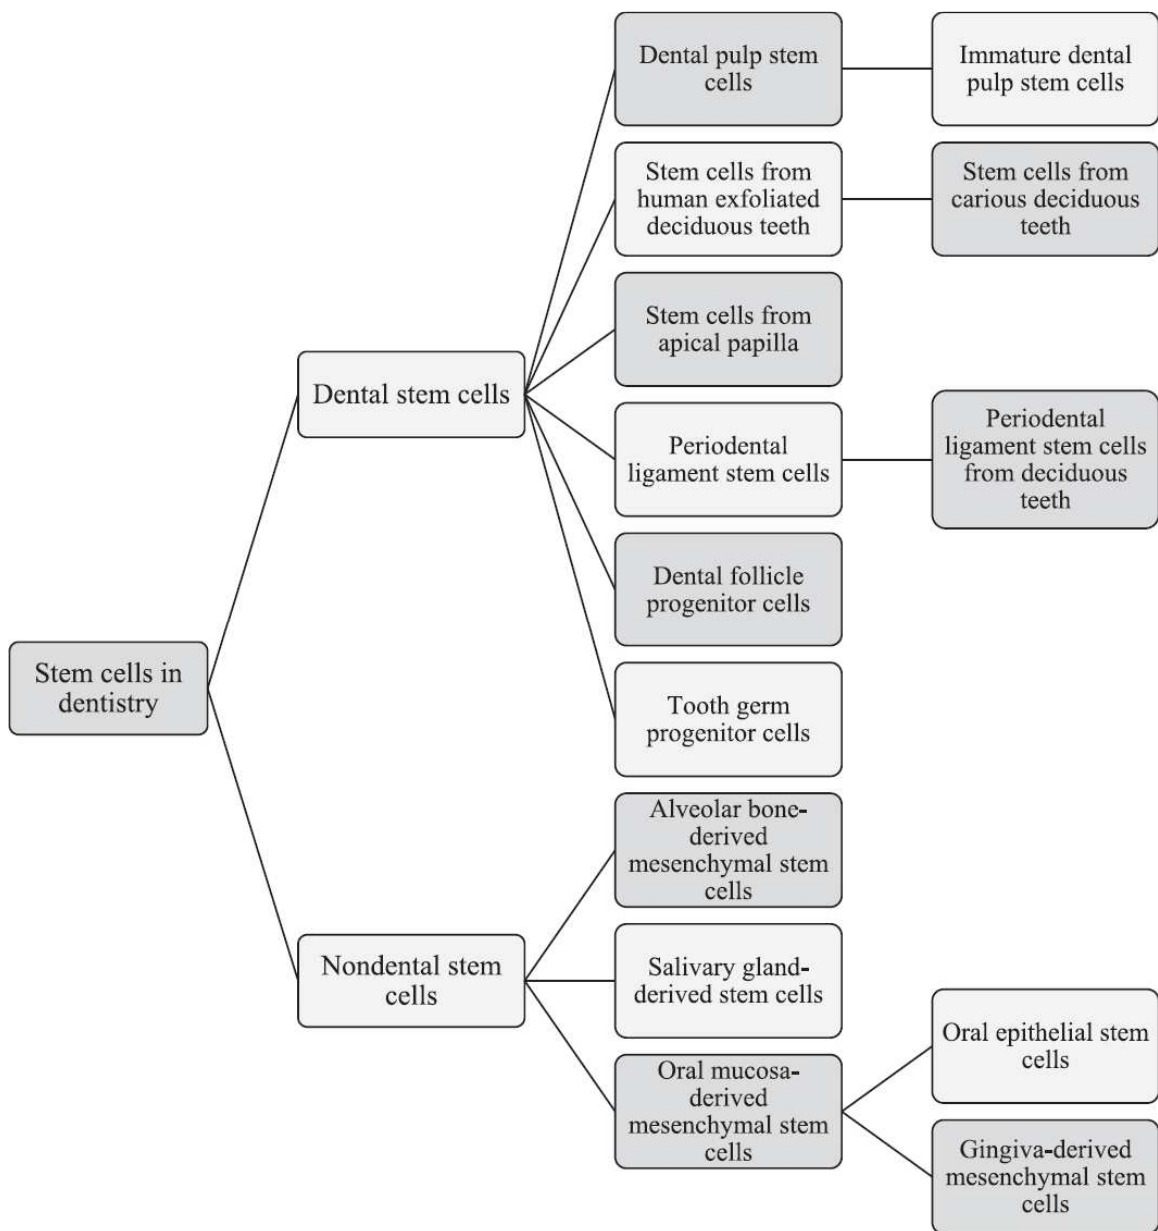 Dental pulp stem
cells
Immature dental
pulp stem cells
Stem cells from
human exfoliated
deciduous teeth
Stem cells from
carious deciduous
teeth
Stem cells from
apical papilla
Dental stem cells
Periodental
ligament stem cells
Periodental
ligament stem cells
from deciduous
teeth
Dental follicle
progenitor cells
Stem cells in
dentistry
Tooth germ
progenitor cells
Alveolar bone-
derived
mesenchymal stem
cells
Nondental stem
cells
Salivary gland-
derived stem cells
Oral mucosa-
derived
mesenchymal stem
cells
Oral epithelial stem
cells
Gingiva-derived
mesenchymal stem
cells